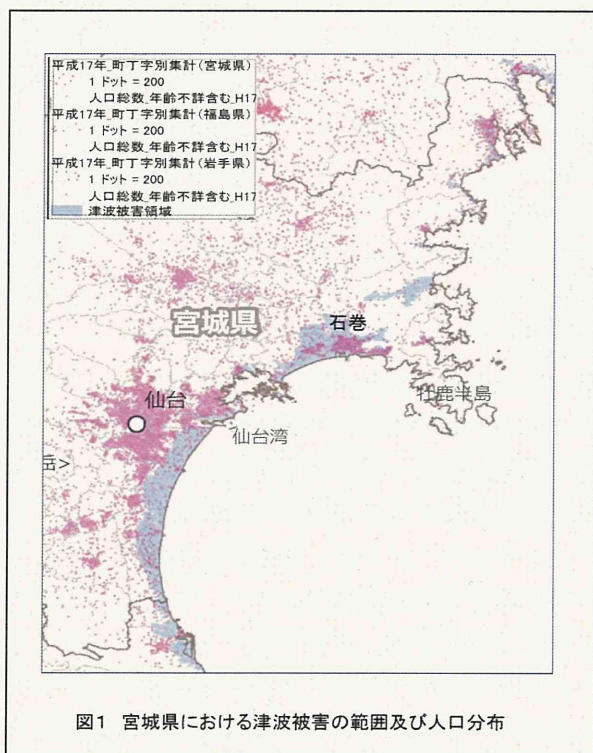 平成17年_町丁字別集計(宮城県)
1 ドット = 200
人口総数_年齢不詳含む_H17
平成17年_町丁字別集計(福島県)
1 ドット = 200
人口総数_年齢不詳含む_H17
平成17年_町丁字別集計(岩手県)
1 ドット = 200
人口総数_年齢不詳含む_H17
津波被害領域
宮城県
石巻
仙台
牡鹿半島
仙台湾
岳>
図1 宮城県における津波被害の範囲及び人口分布